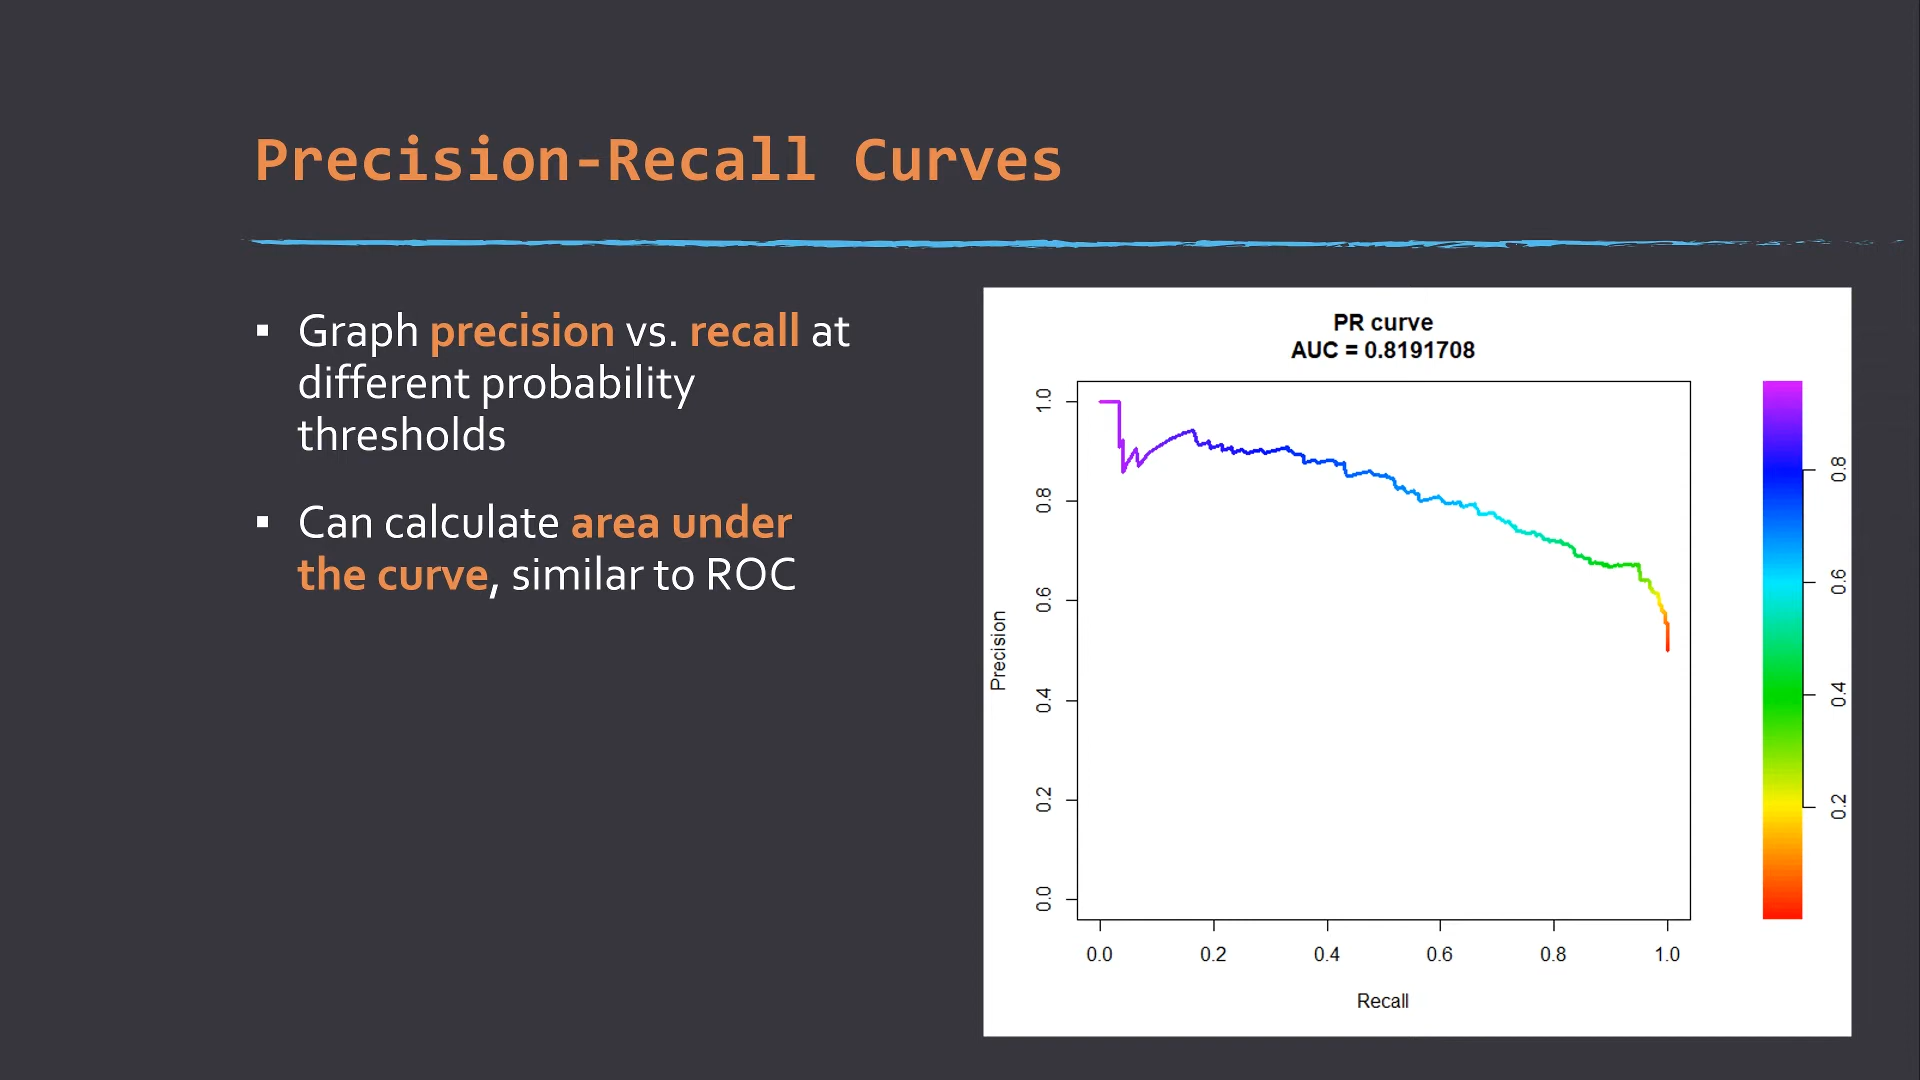 Precision-Recall Curves
▪ Graph precision vs. recall at
different probability
thresholds
▪ Can calculate area under
the curve, similar to ROC
PR curve
AUC = 0.8191708
Precision
1.0
0.8
0.6
0.4
0.2
0.0
0.0 0.2 0.4 0.6 0.8 1.0
Recall
0.8
0.6
0.4
0.2